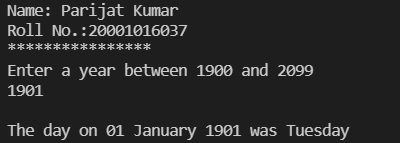 Name: Parijat Kumar
Roll No.:20001016037
****************
Enter a year between 1900 and 2099
1901
The day on 01 January 1901 was Tuesday